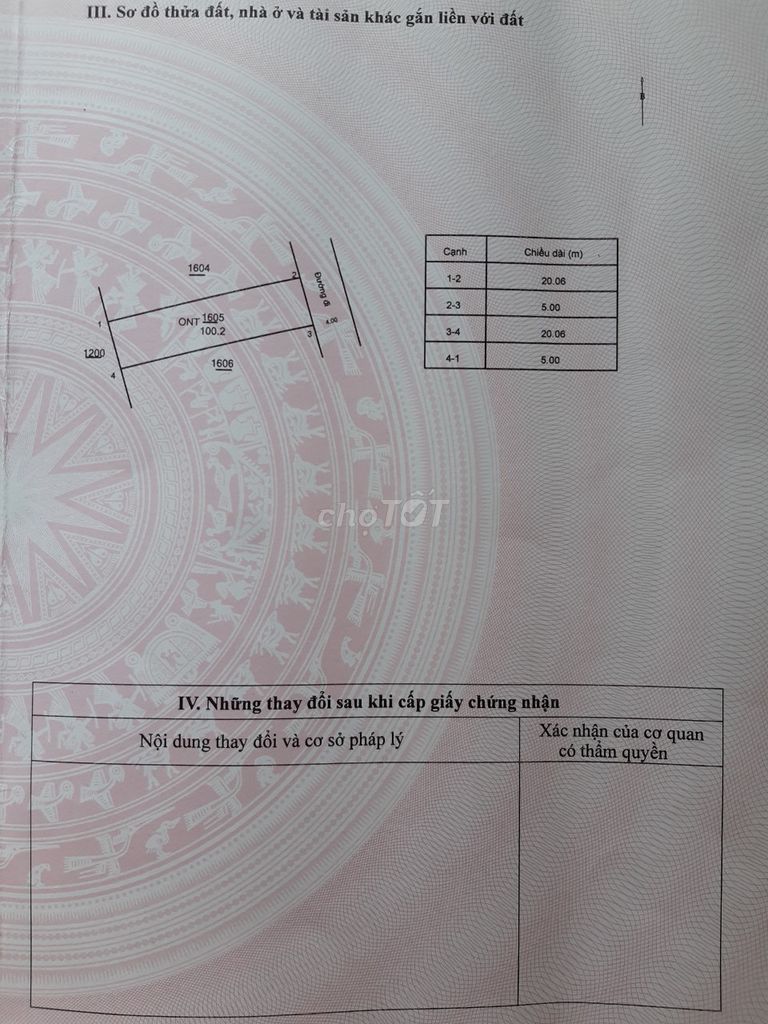 III. Sơ đồ thửa đất, nhà ở và tài sản khác gắn liền với đất
B
1604
2
Đường đi
4.00
1
ONT 1605
100.2
3
1200
4
1606
Cạnh Chiều dài (m)
1-2 20.06
2-3 5.00
3-4 20.06
4-1 5.00
chợTỐT
IV. Những thay đổi sau khi cấp giấy chứng nhận
Nội dung thay đổi và cơ sở pháp lý
Xác nhận của cơ quan
có thẩm quyền